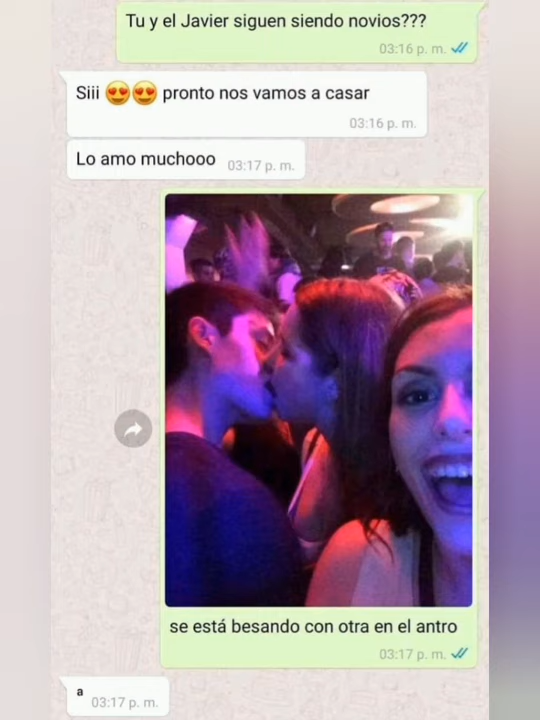 Tu y el Javier siguen siendo novios???
03:16 p. m.
Siii 😍😍 pronto nos vamos a casar
03:16 p. m.
Lo amo muchooo 03:17 p. m.
se está besando con otra en el antro
03:17 p. m.
a 03:17 p. m.